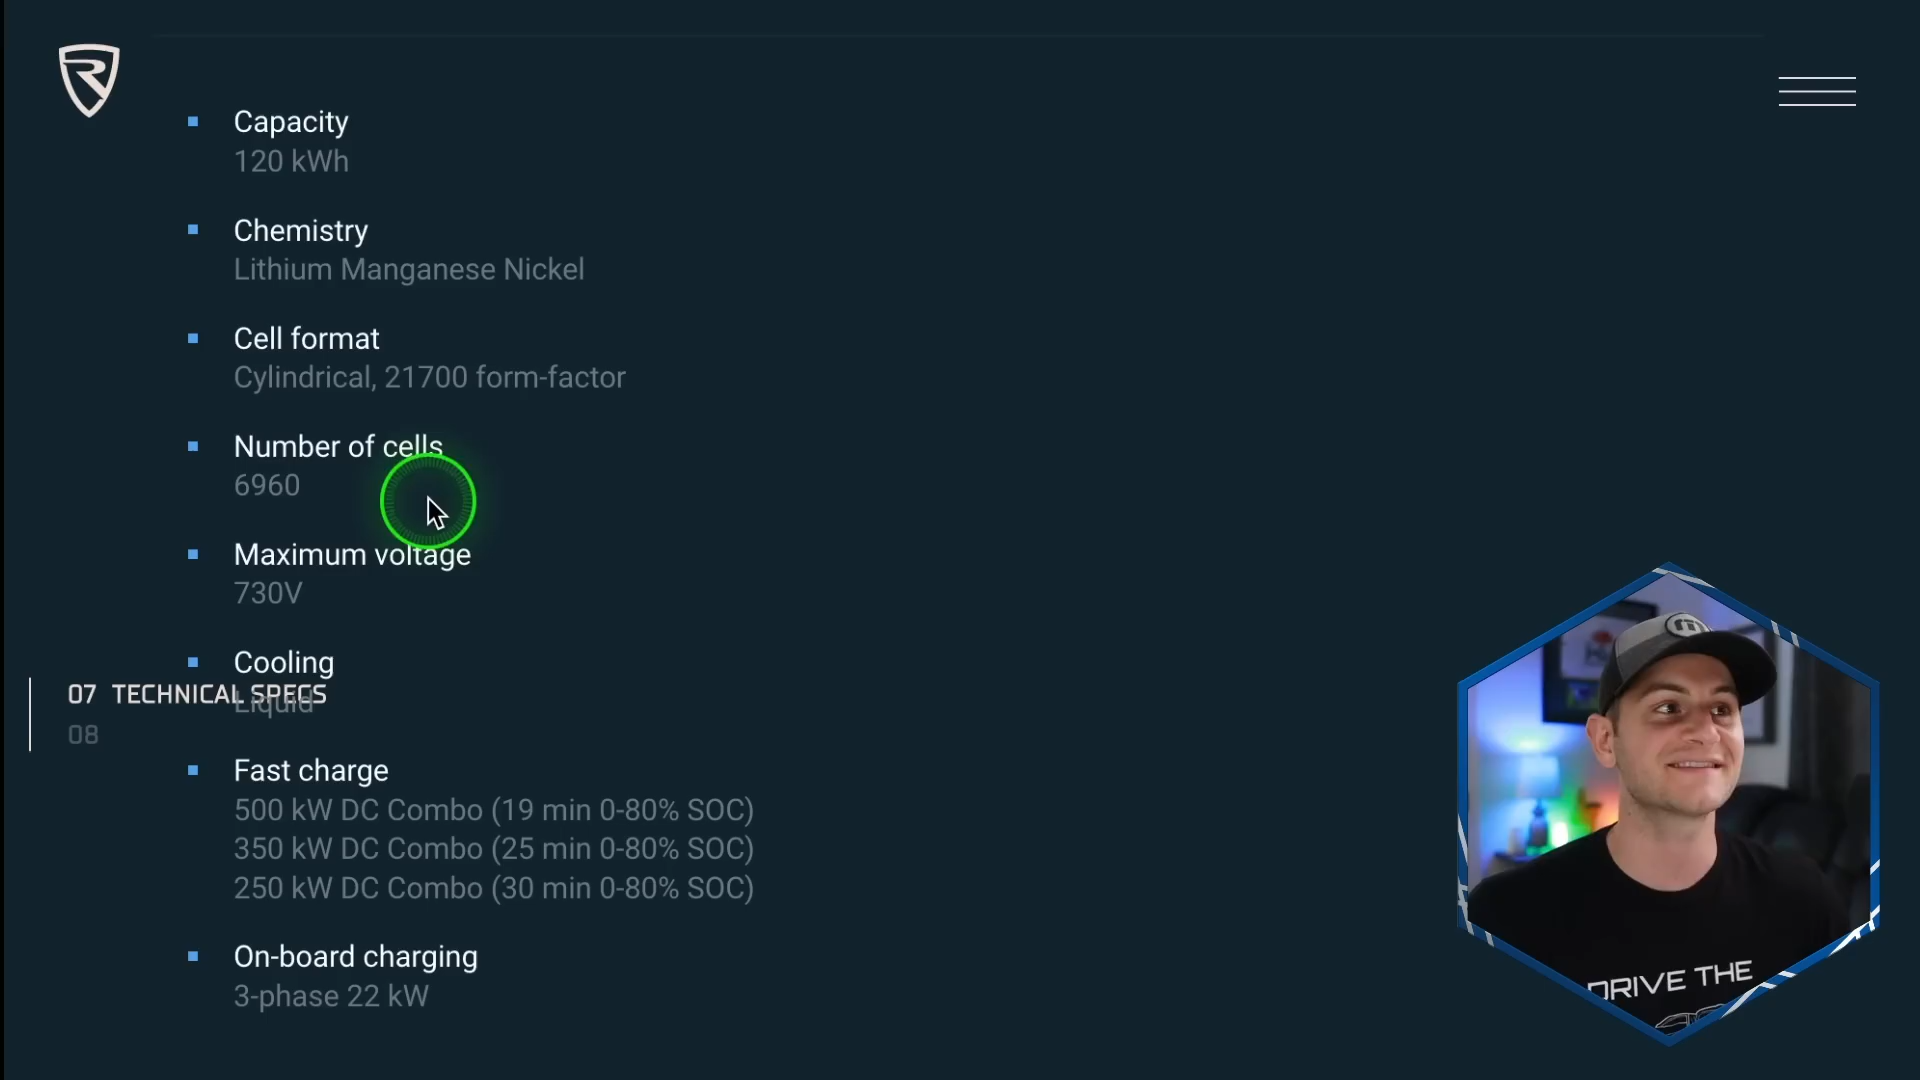 Capacity
120 kWh
Chemistry
Lithium Manganese Nickel
Cell format
Cylindrical, 21700 form-factor
Number of cells
6960
Maximum voltage
730V
Cooling
Liquid
07 TECHNICAL SPECS
08
Fast charge
500 kW DC Combo (19 min 0-80% SOC)
350 kW DC Combo (25 min 0-80% SOC)
250 kW DC Combo (30 min 0-80% SOC)
On-board charging
3-phase 22 kW
DRIVE THE